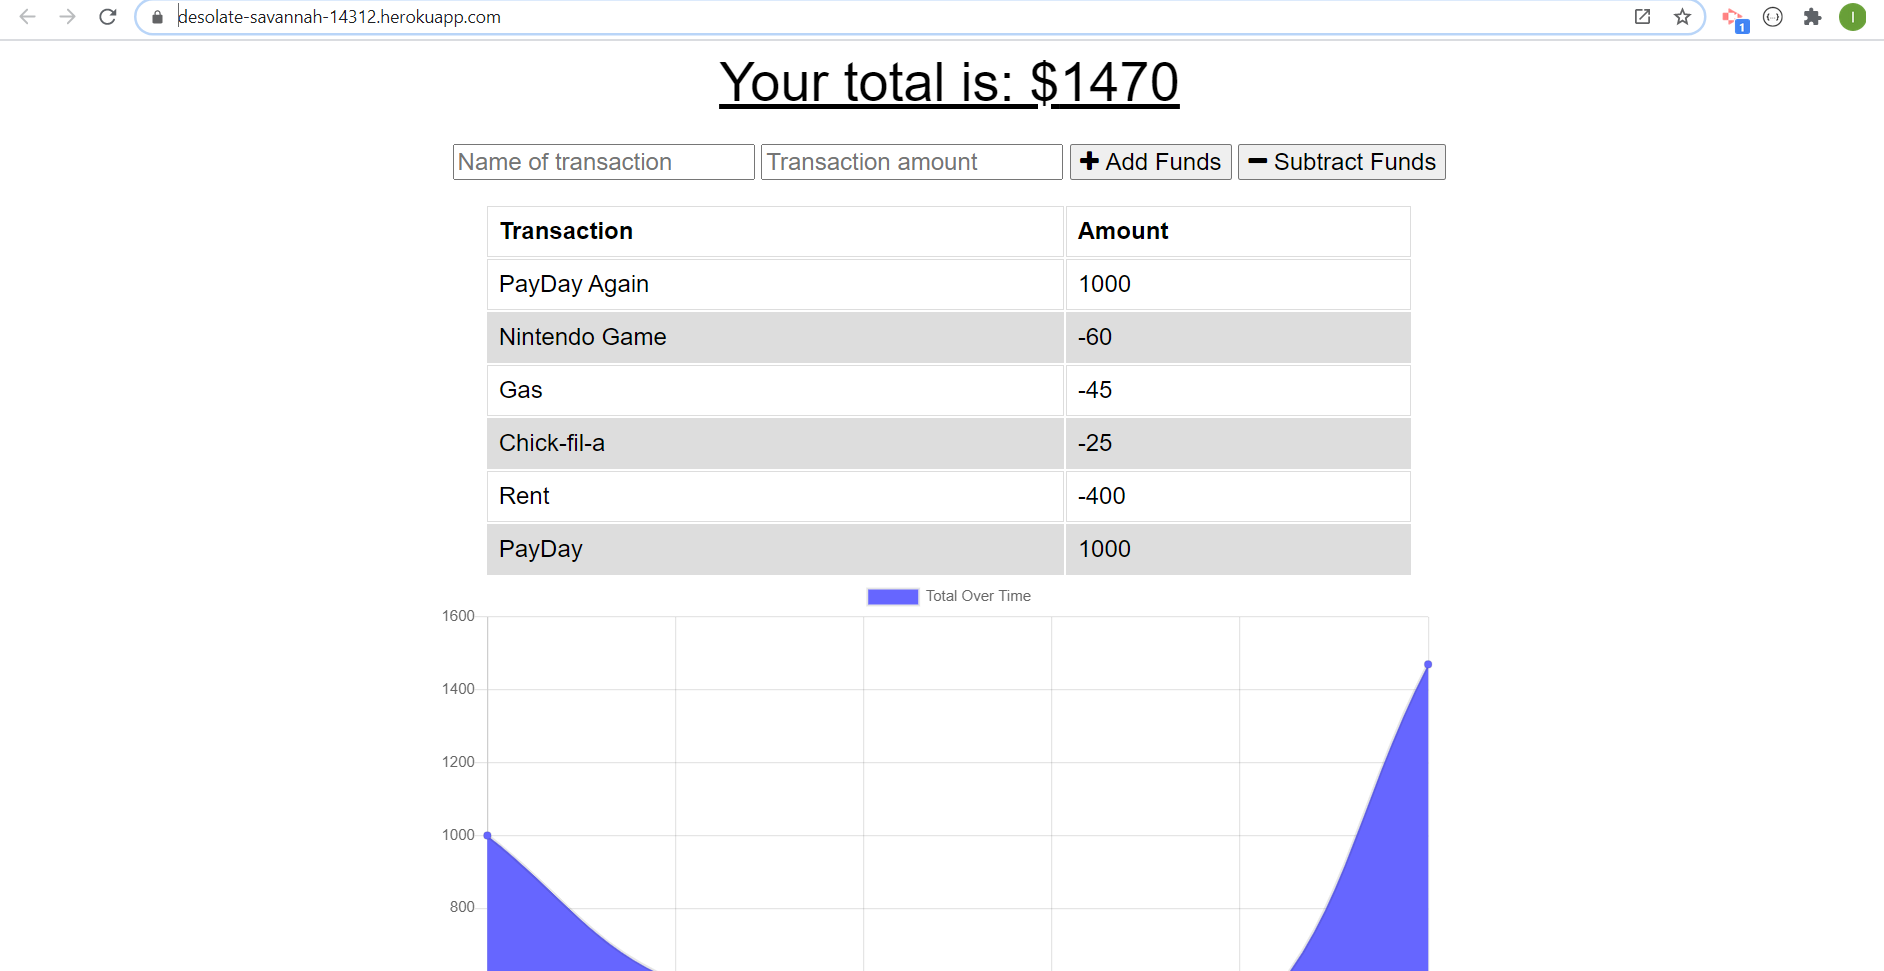 desolate-savannah-14312.herokuapp.com
1
I
Your total is: $1470
Name of transaction Transaction amount Add Funds Subtract Funds
Transaction Amount
PayDay Again 1000
Nintendo Game -60
Gas -45
Chick-fil-a -25
Rent -400
PayDay 1000
Total Over Time
1600
1400
1200
1000
800